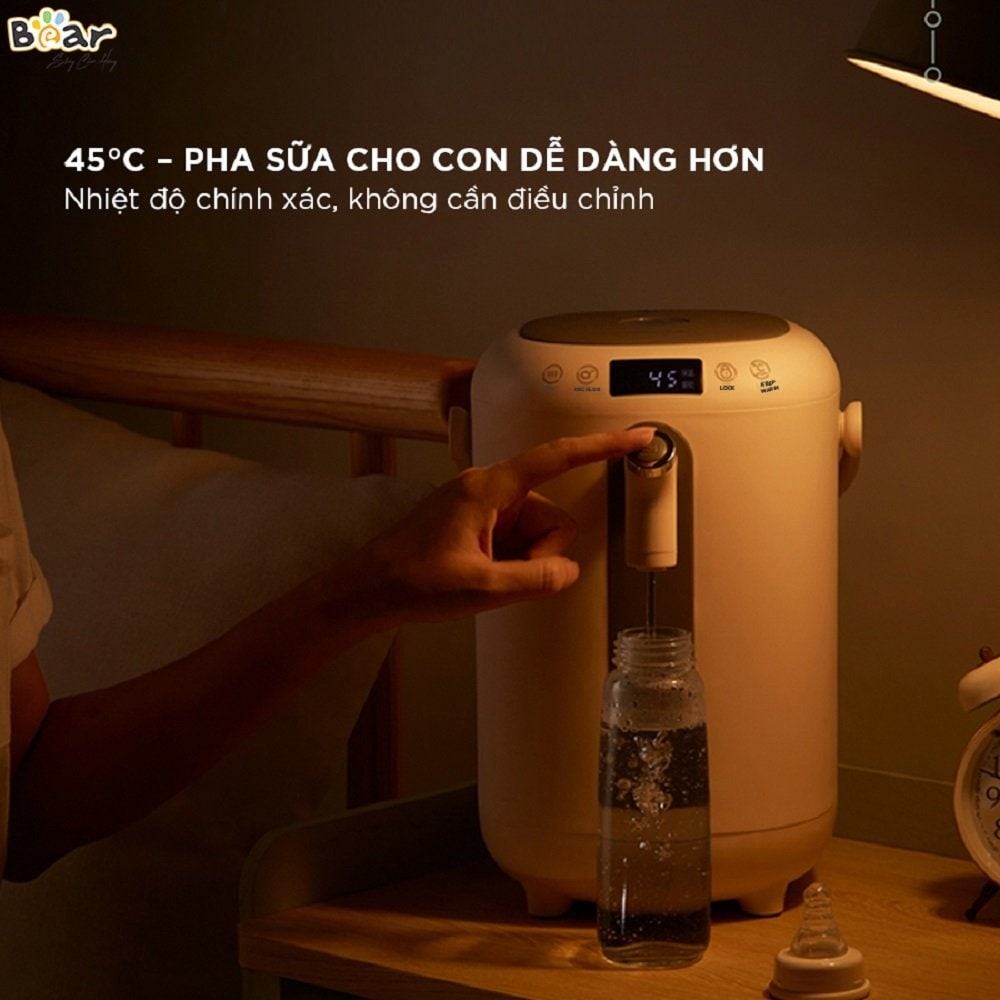 Bear
45°C – PHA SỮA CHO CON DỄ DÀNG HƠN
Nhiệt độ chính xác, không cần điều chỉnh
45
LOCK
KEEP WARM
9